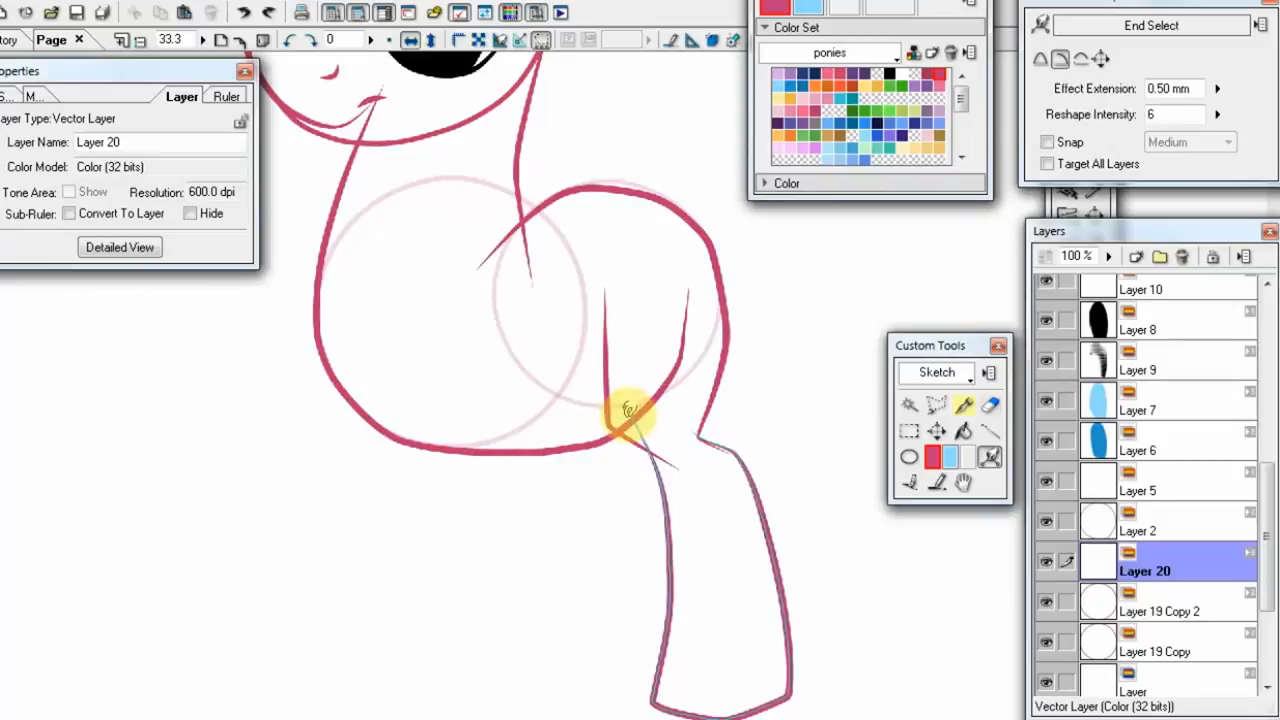 tory
Page
33.3
0
operties
S...
M...
Layer
Ruler
ayer Type:Vector Layer
Layer Name: Layer 20
Color Model: Color (32 bits)
Tone Area: Show Resolution: 600.0 dpi
Sub-Ruler: Convert To Layer Hide
Detailed View
Color Set
ponies
Color
End Select
Effect Extension: 0.50 mm
Reshape Intensity: 6
Snap Medium
Target All Layers
Layers
100 %
Layer 10
Layer 8
Layer 9
Layer 7
Layer 6
Layer 5
Layer 2
Layer 20
Layer 19 Copy 2
Layer 19 Copy
Layer
Vector Layer (Color (32 bits))
Custom Tools
Sketch